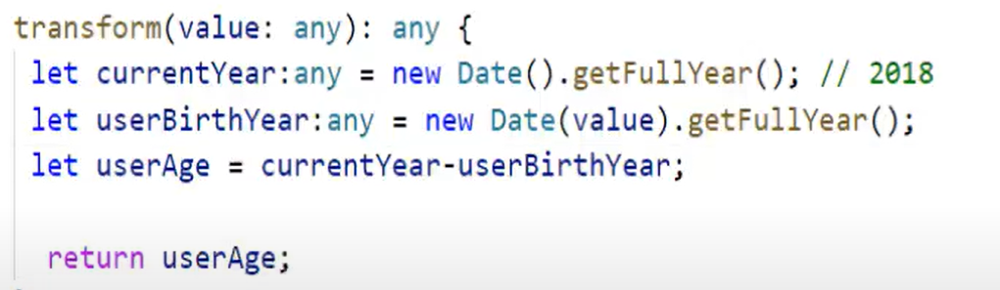 transform(value: any): any {
let currentYear:any = new Date().getFullYear(); // 2018
let userBirthYear:any = new Date(value).getFullYear();
let userAge = currentYear-userBirthYear;
return userAge;